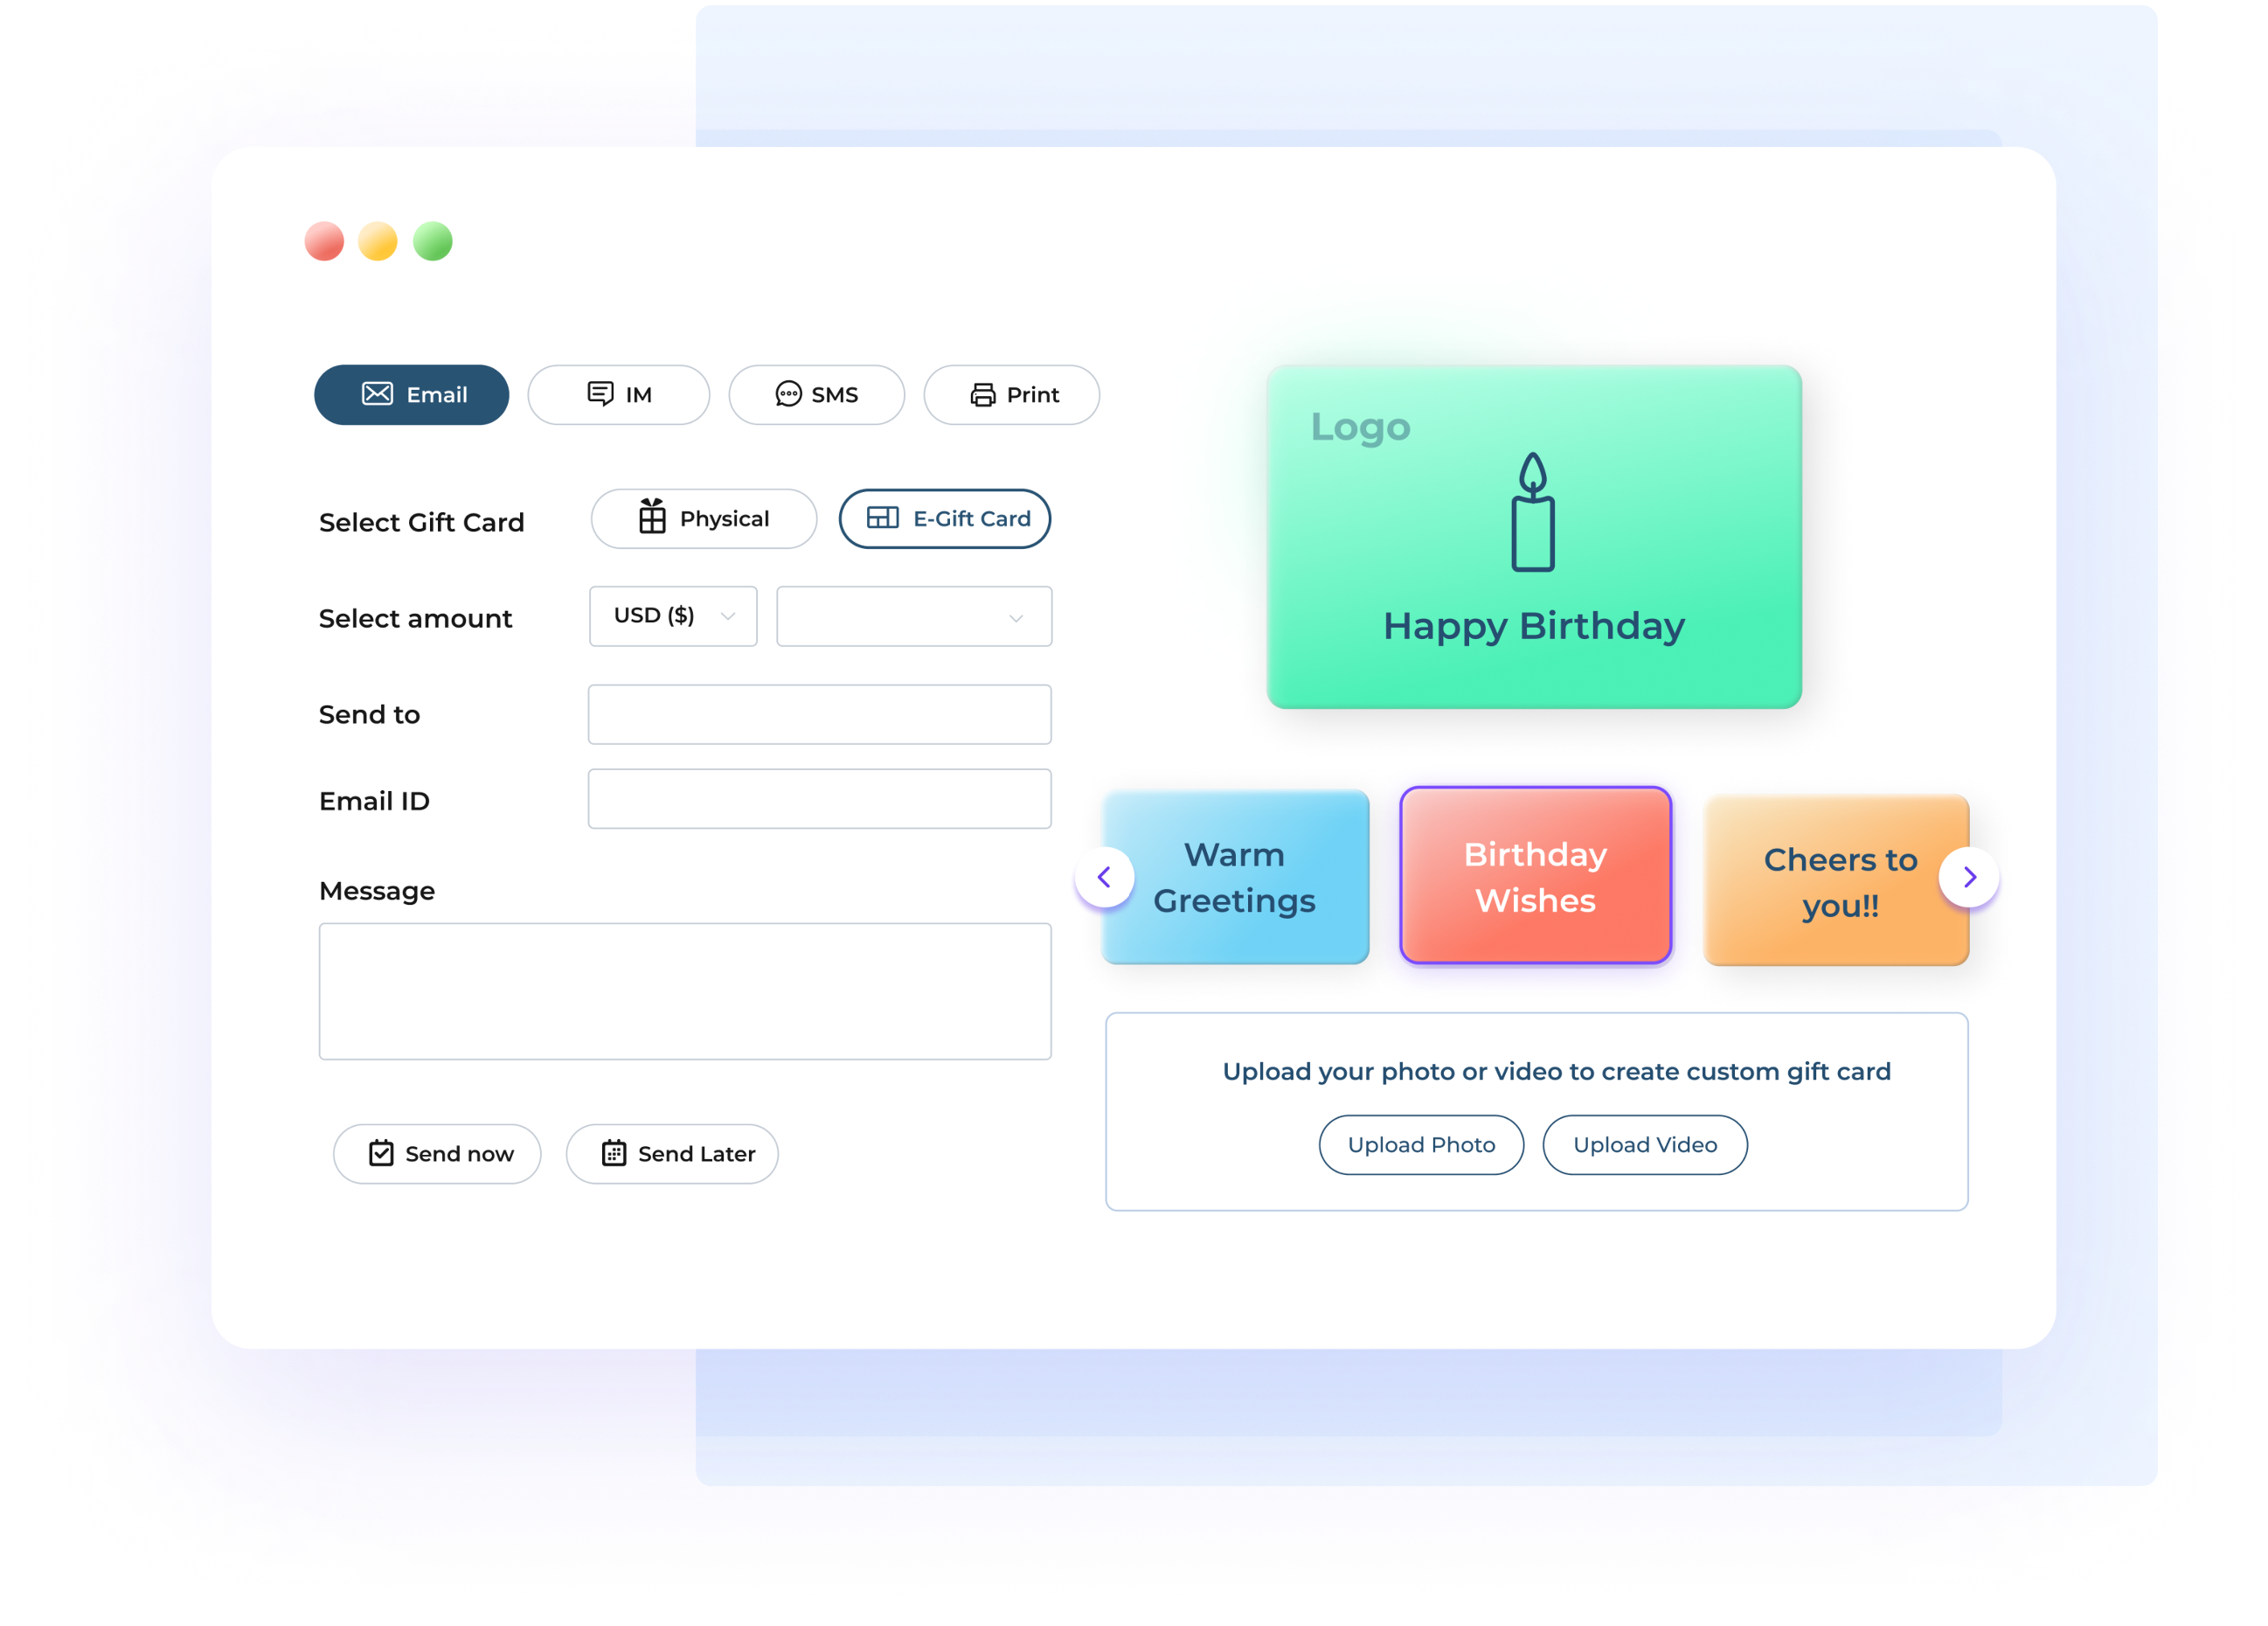 Email
IM
SMS
Print
Select Gift Card
Physical
E-Gift Card
Select amount
USD ($)
Send to
Email ID
Message
Send now
Send Later
Logo
Happy Birthday
Warm
Greetings
Birthday
Wishes
Cheers to
you!!
Upload your photo or video to create custom gift card
Upload Photo
Upload Video